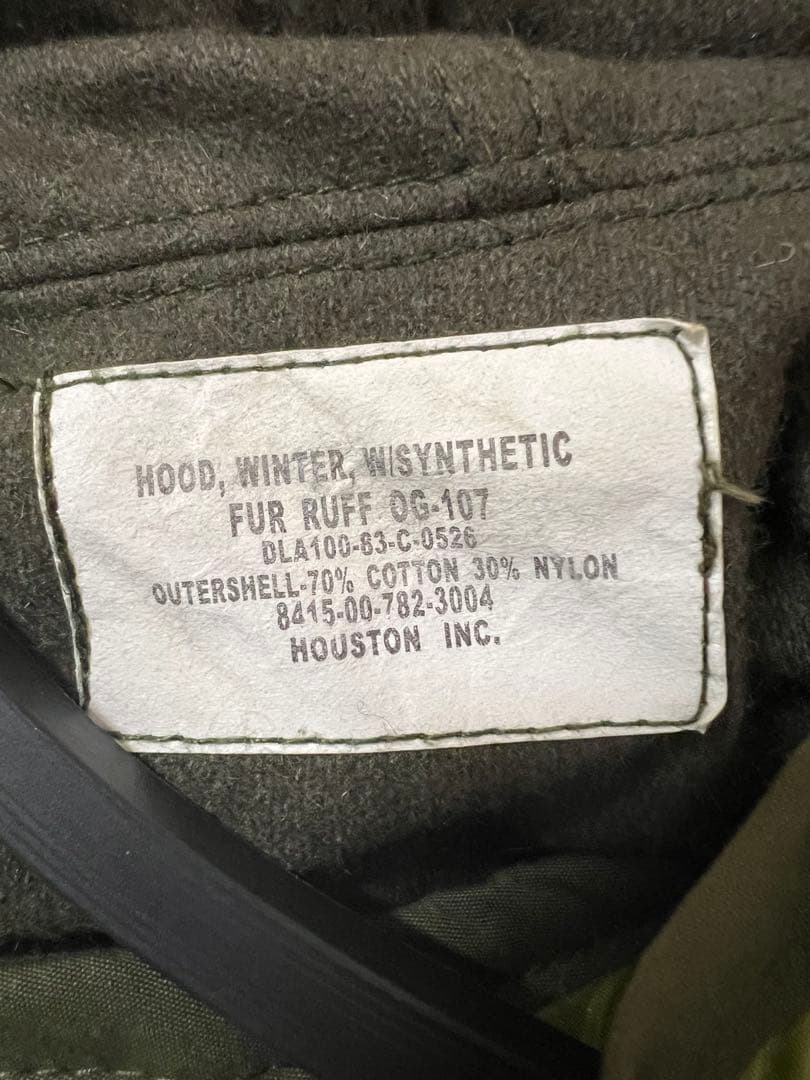 HOOD, WINTER, W/SYNTHETIC
FUR RUFF OG-107
DLA100-83-C-0526
OUTERSHELL-70% COTTON 30% NYLON
8415-00-782-3004
HOUSTON INC.